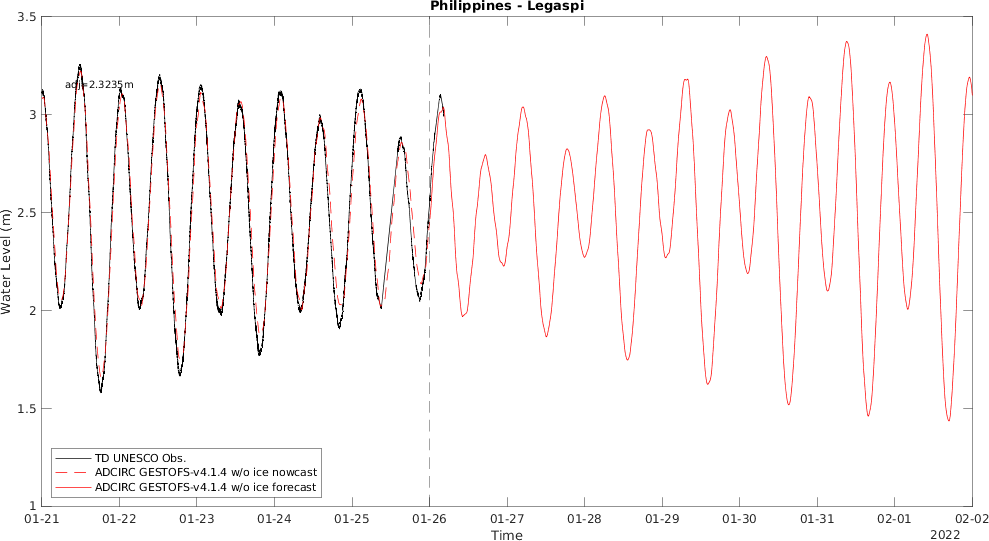 Philippines - Legaspi
3.5
adj=2.3235m
3
2.5
Water Level (m)
2
1.5
TD UNESCO Obs.
ADCIRC GESTOFS-v4.1.4 w/o ice nowcast
ADCIRC GESTOFS-v4.1.4 w/o ice forecast
1
01-21 01-22 01-23 01-24 01-25 01-26 01-27 01-28 01-29 01-30 01-31 02-01 02-02
Time 2022